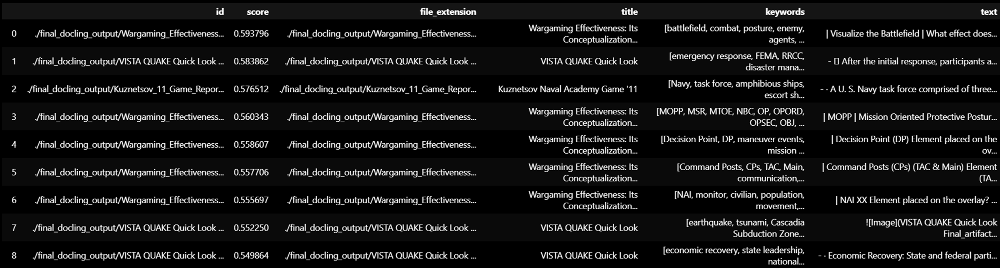 id score file_extension title keywords text
0 ./final_docling_output/Wargaming_Effectiveness... 0.593796 ./final_docling_output/Wargaming_Effectiveness... Wargaming Effectiveness: Its Conceptualization... [battlefield, combat, posture, enemy, agents, ... | Visualize the Battlefield | What effect does...
1 ./final_docling_output/VISTA QUAKE Quick Look ... 0.583862 ./final_docling_output/VISTA QUAKE Quick Look ... VISTA QUAKE Quick Look [emergency response, FEMA, RRCC, disaster mana... - ▯ After the initial response, participants a...
2 ./final_docling_output/Kuznetsov_11_Game_Repor... 0.576512 ./final_docling_output/Kuznetsov_11_Game_Repor... Kuznetsov Naval Academy Game '11 [Navy, task force, amphibious ships, escort sh... - · A U. S. Navy task force comprised of three...
3 ./final_docling_output/Wargaming_Effectiveness... 0.560343 ./final_docling_output/Wargaming_Effectiveness... Wargaming Effectiveness: Its Conceptualization... [MOPP, MSR, MTOE, NBC, OP, OPORD, OPSEC, OBJ, ... | MOPP | Mission Oriented Protective Postur...
4 ./final_docling_output/Wargaming_Effectiveness... 0.558607 ./final_docling_output/Wargaming_Effectiveness... Wargaming Effectiveness: Its Conceptualization... [Decision Point, DP, maneuver events, mission ... | Decision Point (DP) Element placed on the ov...
5 ./final_docling_output/Wargaming_Effectiveness... 0.557706 ./final_docling_output/Wargaming_Effectiveness... Wargaming Effectiveness: Its Conceptualization... [Command Posts, CPs, TAC, Main, communication,... | Command Posts (CPs) (TAC & Main) Element (TA...
6 ./final_docling_output/Wargaming_Effectiveness... 0.555697 ./final_docling_output/Wargaming_Effectiveness... Wargaming Effectiveness: Its Conceptualization... [NAI, monitor, civilian, population, movement,... | NAI XX Element placed on the overlay? ...
7 ./final_docling_output/VISTA QUAKE Quick Look ... 0.552250 ./final_docling_output/VISTA QUAKE Quick Look ... VISTA QUAKE Quick Look [earthquake, tsunami, Cascadia Subduction Zone... ![Image](VISTA QUAKE Quick Look Final_artifact...
8 ./final_docling_output/VISTA QUAKE Quick Look ... 0.549864 ./final_docling_output/VISTA QUAKE Quick Look ... VISTA QUAKE Quick Look [economic recovery, state leadership, national... - · Economic Recovery: State and federal parti...